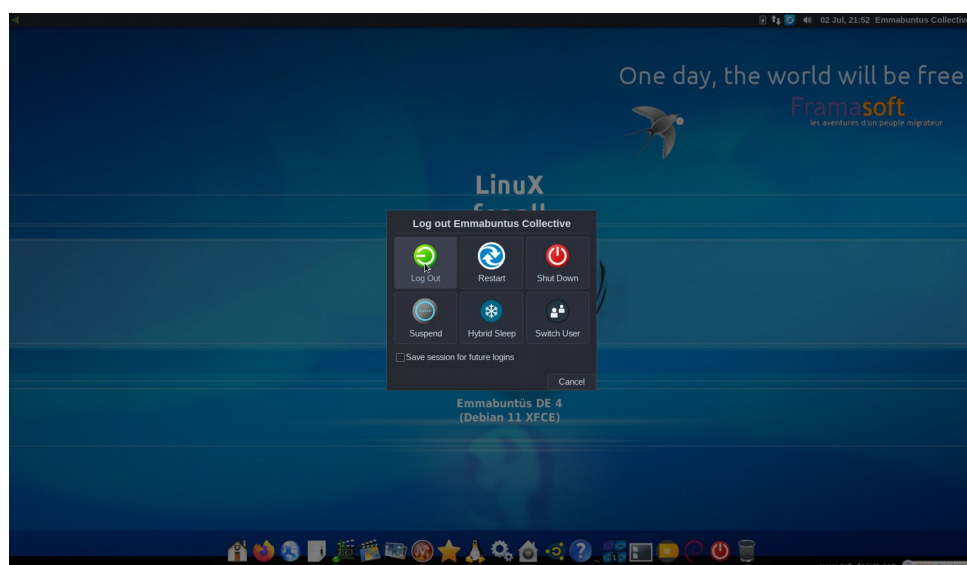 02 Jul, 21:52 Emmabuntus Collective
One day, the world will be free
Framasoft
les aventures d'un peuple migrateur
LinuX
Log out Emmabuntus Collective
Log Out
Restart
Shut Down
Suspend
Hybrid Sleep
Switch User
Save session for future logins
Cancel
Emmabuntüs DE 4
(Debian 11 XFCE)